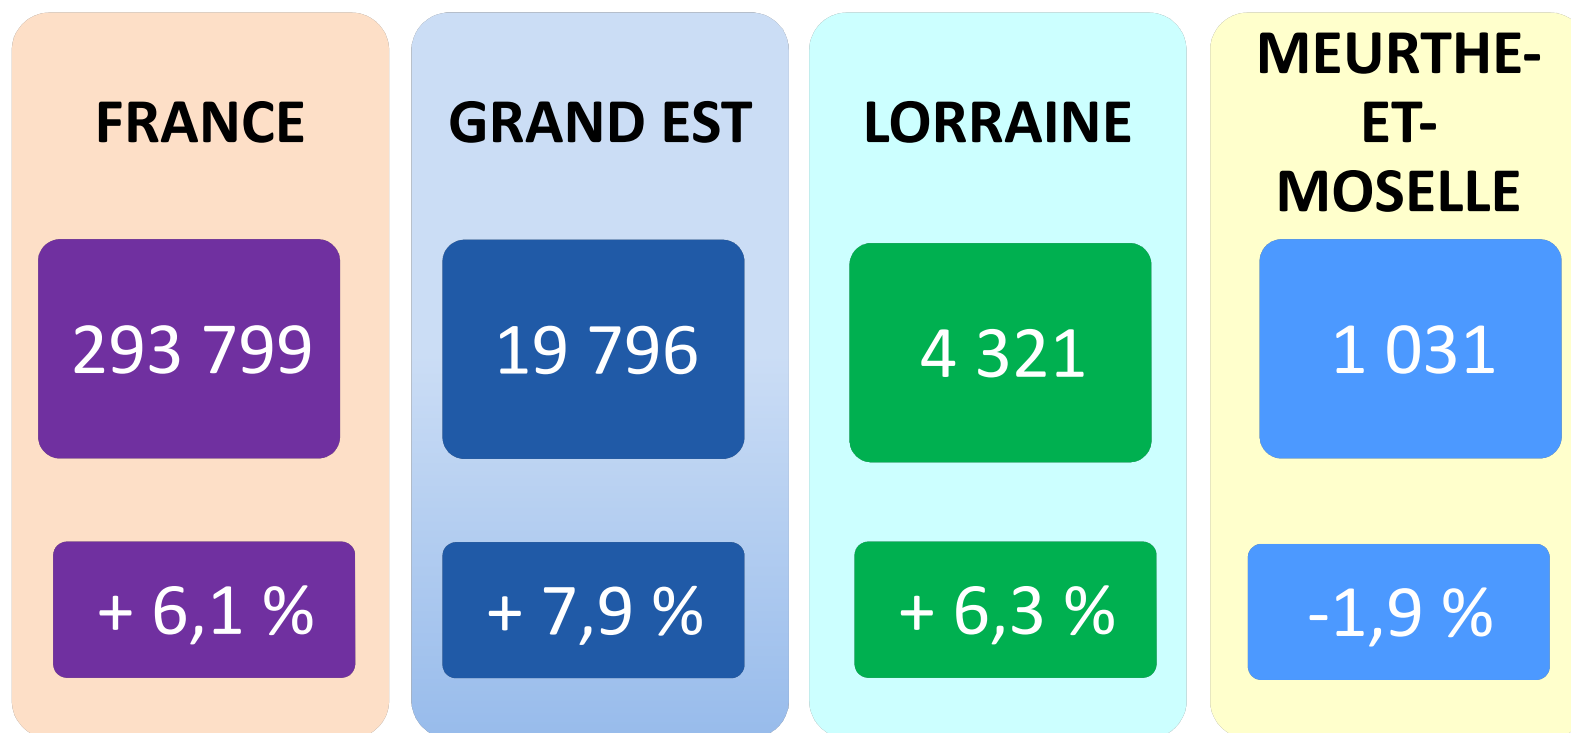 FRANCE
293 799
+ 6,1 %
GRAND EST
19 796
+ 7,9 %
LORRAINE
4 321
+ 6,3 %
MEURTHE-
ET-
MOSELLE
1 031
-1,9 %